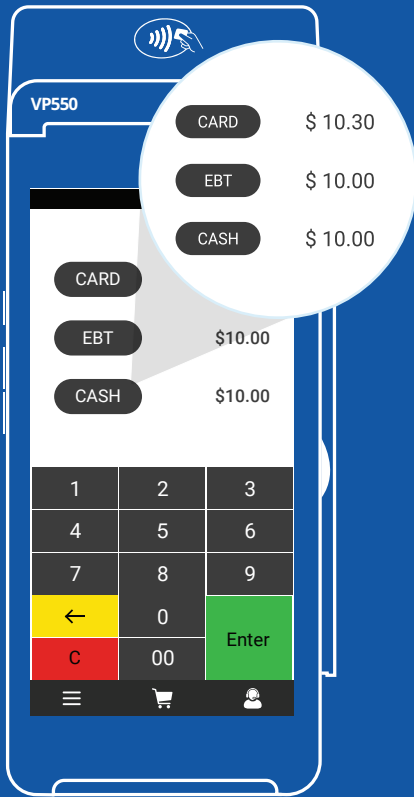 VP550
CARD $ 10.30
EBT $ 10.00
CASH $ 10.00
CARD
EBT $10.00
CASH $10.00
1 2 3
4 5 6
7 8 9
0
Enter
C 00